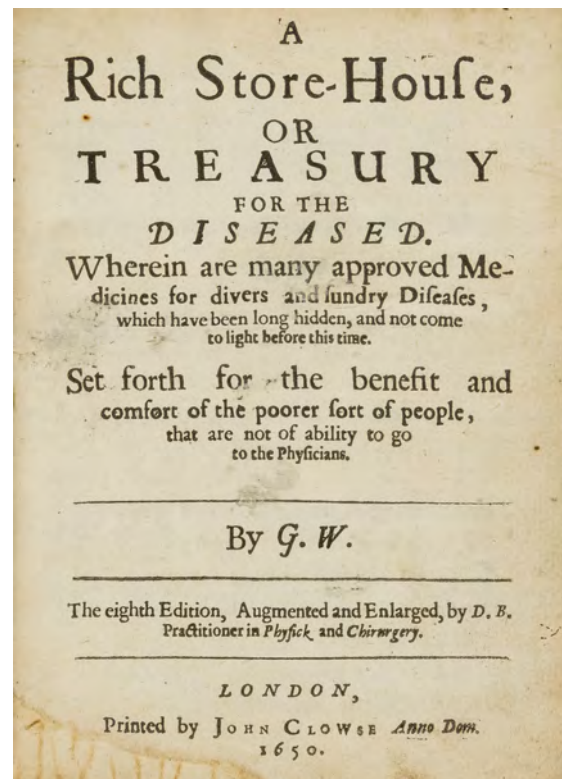 A
Rich Store-Houſe,
OR
TREASURY
FOR THE
DISEASED.
Wherein are many approved Me-
dicines for divers and ſundry Diſeaſes,
which have been long hidden, and not come
to light before this time.
Set forth for the benefit and
comfort of the poorer ſort of people,
that are not of ability to go
to the Phyſicians.
By G. W.
The eighth Edition, Augmented and Enlarged, by D. B.
Practitioner in Phyſick and Chirurgery.
LONDON,
Printed by JOHN CLOWSE Anno Dom.
1650.